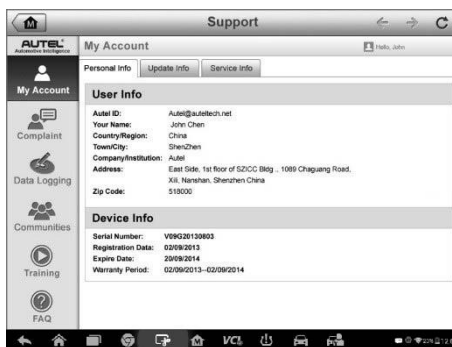 Support
AUTEL
Automotive Intelligence
My Account
Hello, John
Personal Info
Update Info
Service Info
My Account
Complaint
Data Logging
Communities
Training
FAQ
User Info
Autel ID: Autel@auteltech.net
Your Name: John Chen
Country/Region: China
Town/City: ShenZhen
Company/Institution: Autel
Address: East Side, 1st floor of SZICC Bldg ., 1089 Chaguang Road,
Xili, Nanshan, Shenzhen China
Zip Code: 518000
Device Info
Serial Number: V09G20130803
Registration Data: 02/09/2013
Expire Date: 20/09/2014
Warranty Period: 02/09/2013--02/09/2014
VCI